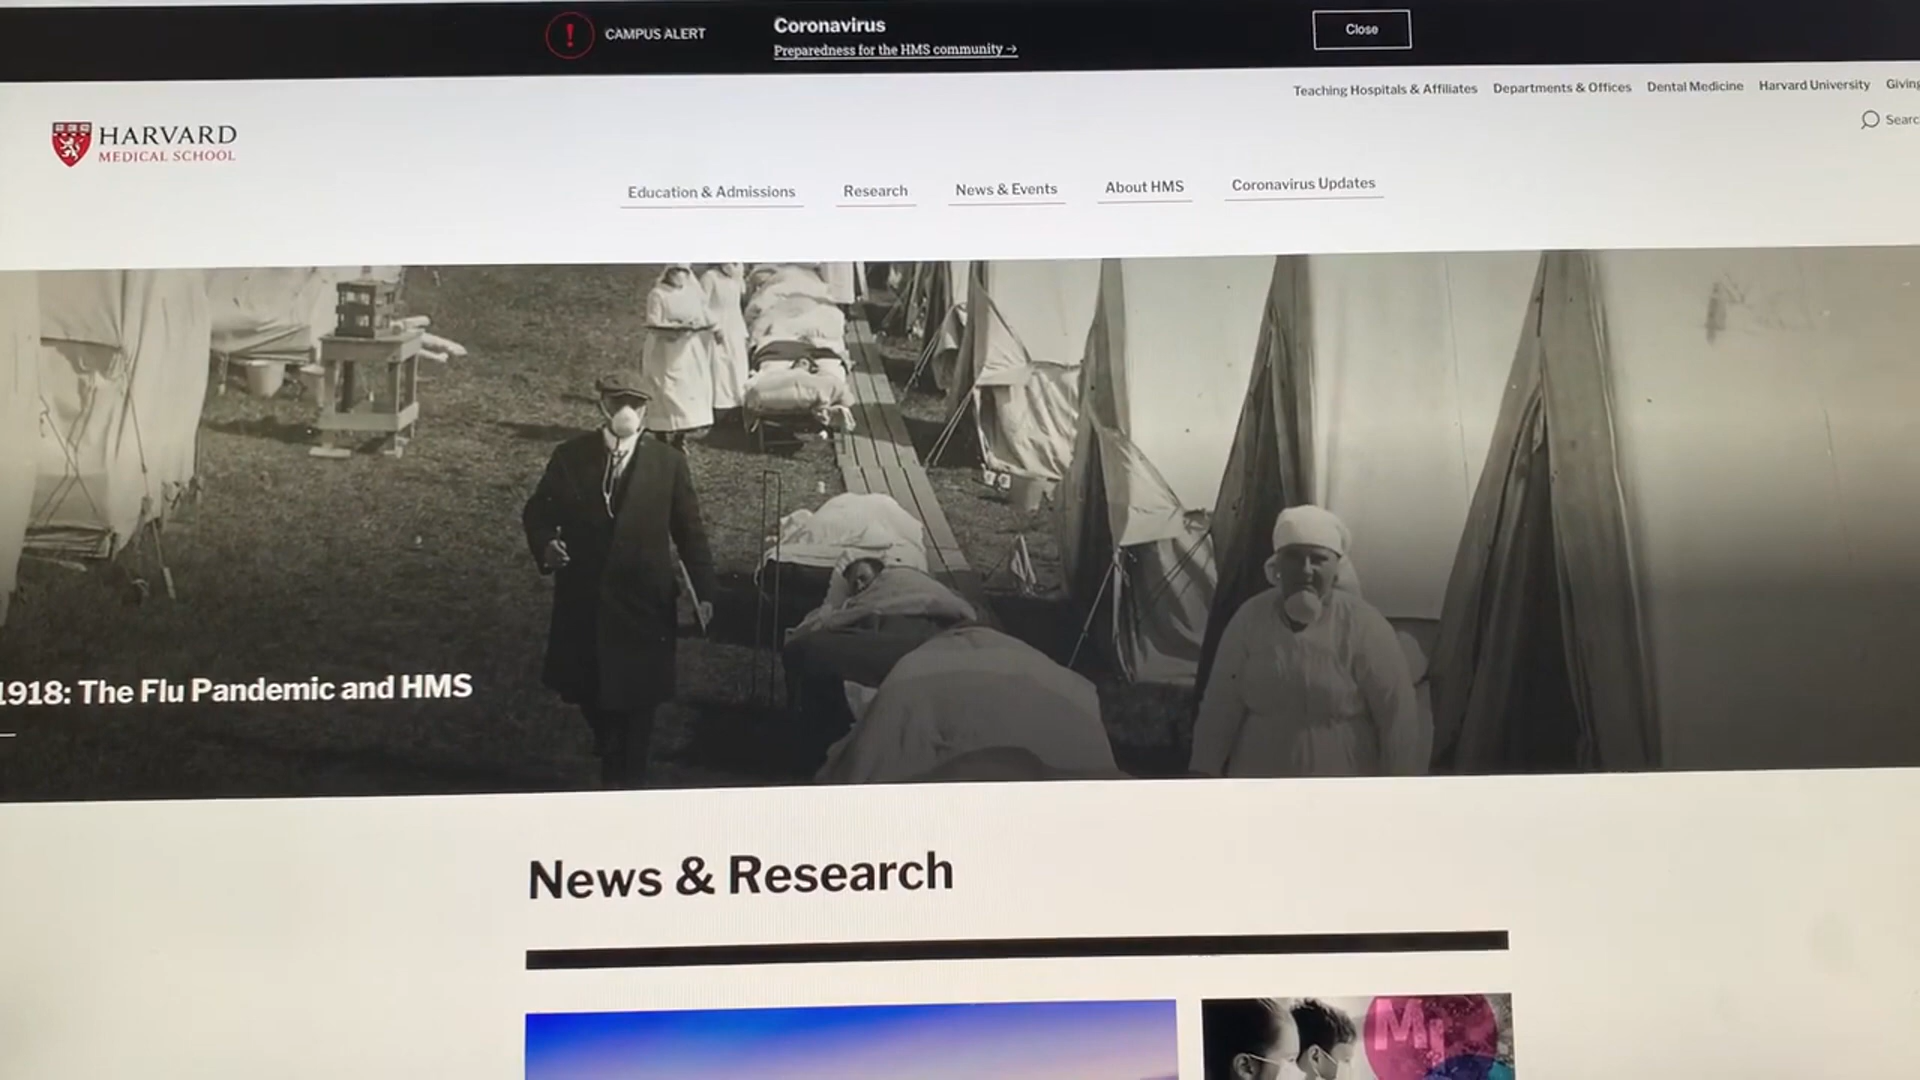 CAMPUS ALERT
Coronavirus
Preparedness for the HMS community →
Close
Teaching Hospitals & Affiliates Departments & Offices Dental Medicine Harvard University Giving
Searc
HARVARD
MEDICAL SCHOOL
Education & Admissions Research News & Events About HMS Coronavirus Updates
1918: The Flu Pandemic and HMS
News & Research